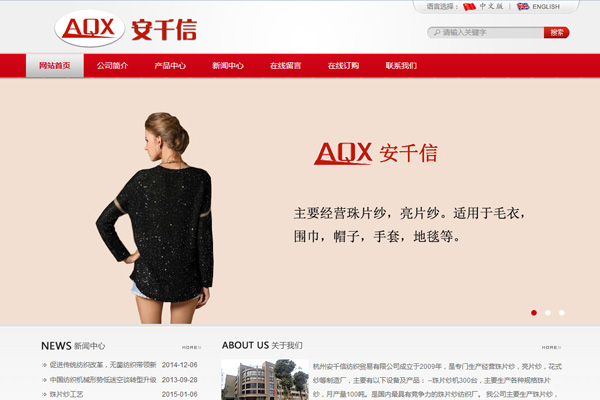 语言选择： 中文版 | ENGLISH
AQX 安千信
请输入关键字 搜索
网站首页 公司简介 产品中心 新闻中心 在线留言 在线订购 联系我们
AQX 安千信
主要经营珠片纱，亮片纱。适用于毛衣，
围巾，帽子，手套，地毯等。
NEWS 新闻中心 HOME
促进传统纺织改革，无童纺织带领新 2014-12-06
中国纺织机械形势低迷空谈转型升级 2013-09-28
珠片纱工艺 2015-01-06
ABOUT US 关于我们 HOME
杭州安千信纺织贸易有限公司成立于2009年，是专门生产经营珠片纱，亮片纱，花式
纱等制造厂，主要有以下设备及产品： --珠片纱机300台，主要生产各种规格珠片
纱，月产量100吨。是国内最具有竞争力的珠片纱纺织厂。 我公司主要生产珠片纱，